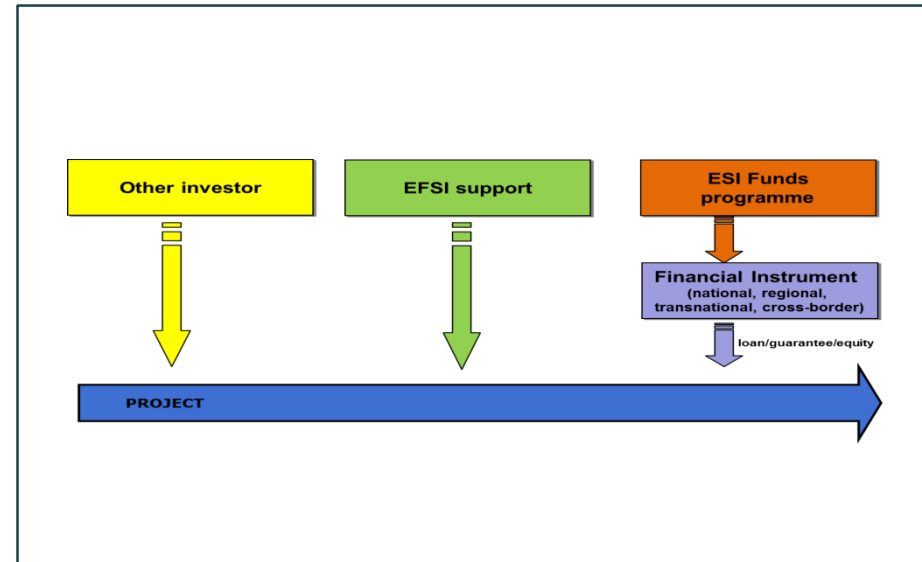 Other investor
EFSI support
ESI Funds
programme
Financial Instrument
(national, regional,
transnational, cross-border)
loan/guarantee/equity
PROJECT